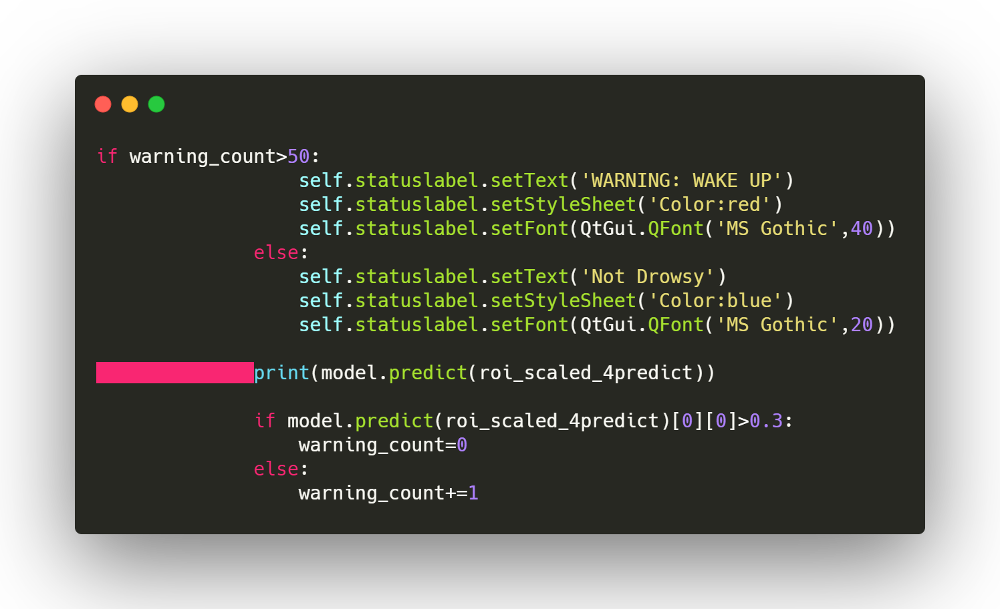 if warning_count>50:
                  self.statuslabel.setText('WARNING: WAKE UP')
                  self.statuslabel.setStyleSheet('Color:red')
                  self.statuslabel.setFont(QtGui.QFont('MS Gothic',40))
              else:
                  self.statuslabel.setText('Not Drowsy')
                  self.statuslabel.setStyleSheet('Color:blue')
                  self.statuslabel.setFont(QtGui.QFont('MS Gothic',20))
              print(model.predict(roi_scaled_4predict))
              if model.predict(roi_scaled_4predict)[0][0]>0.3:
                  warning_count=0
              else:
                  warning_count+=1